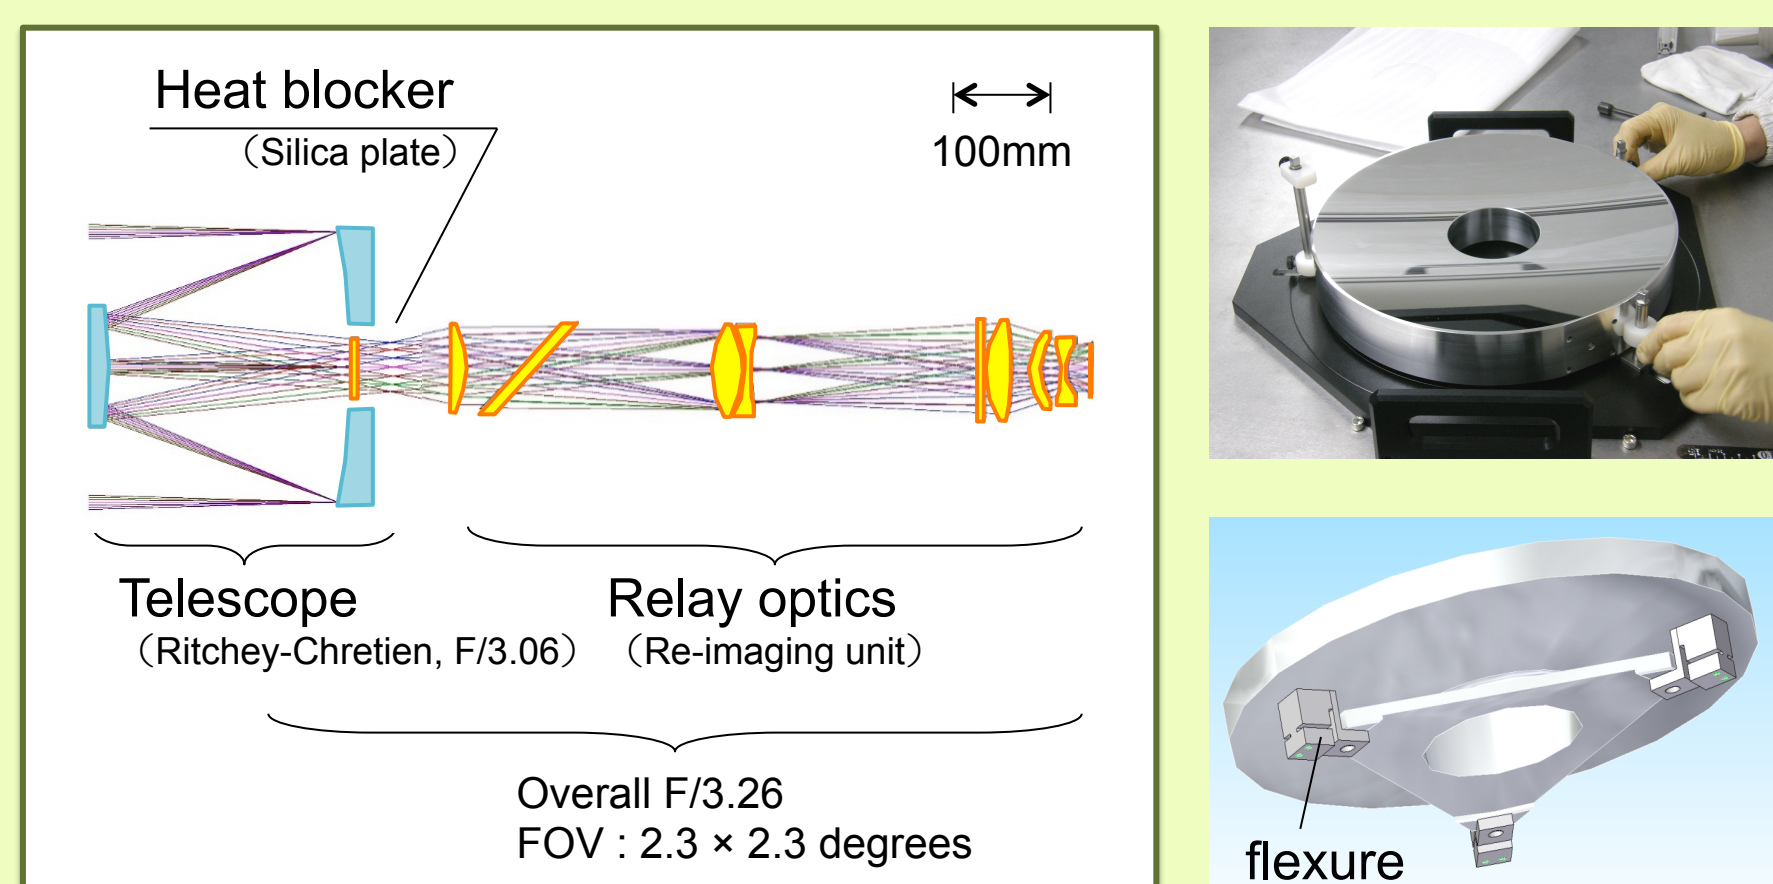 Heat blocker
（Silica plate）
100mm
Telescope
（Ritchey-Chretien, F/3.06）
Relay optics
（Re-imaging unit）
Overall F/3.26
FOV : 2.3 × 2.3 degrees
flexure